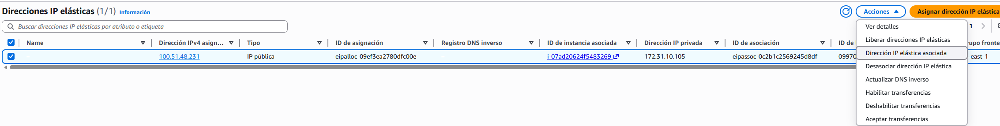 Direcciones IP elásticas (1/1) Información
Acciones
Asignar dirección IP elástica
Buscar direcciones IP elásticas por atributo o etiqueta
1
Name
Dirección IPv4 asign...
Tipo
ID de asignación
Registro DNS inverso
ID de instancia asociada
Dirección IP privada
ID de asociación
ID de
rupo fronte
–
100.51.48.231
IP pública
eipalloc-09ef3ea2780dfc00e
–
i-07ad20624f5483269
172.31.10.105
eipassoc-0c2b1c2569245d8df
09970
-east-1
Ver detalles
Liberar direcciones IP elásticas
Dirección IP elástica asociada
Desasociar dirección IP elástica
Actualizar DNS inverso
Habilitar transferencias
Deshabilitar transferencias
Aceptar transferencias